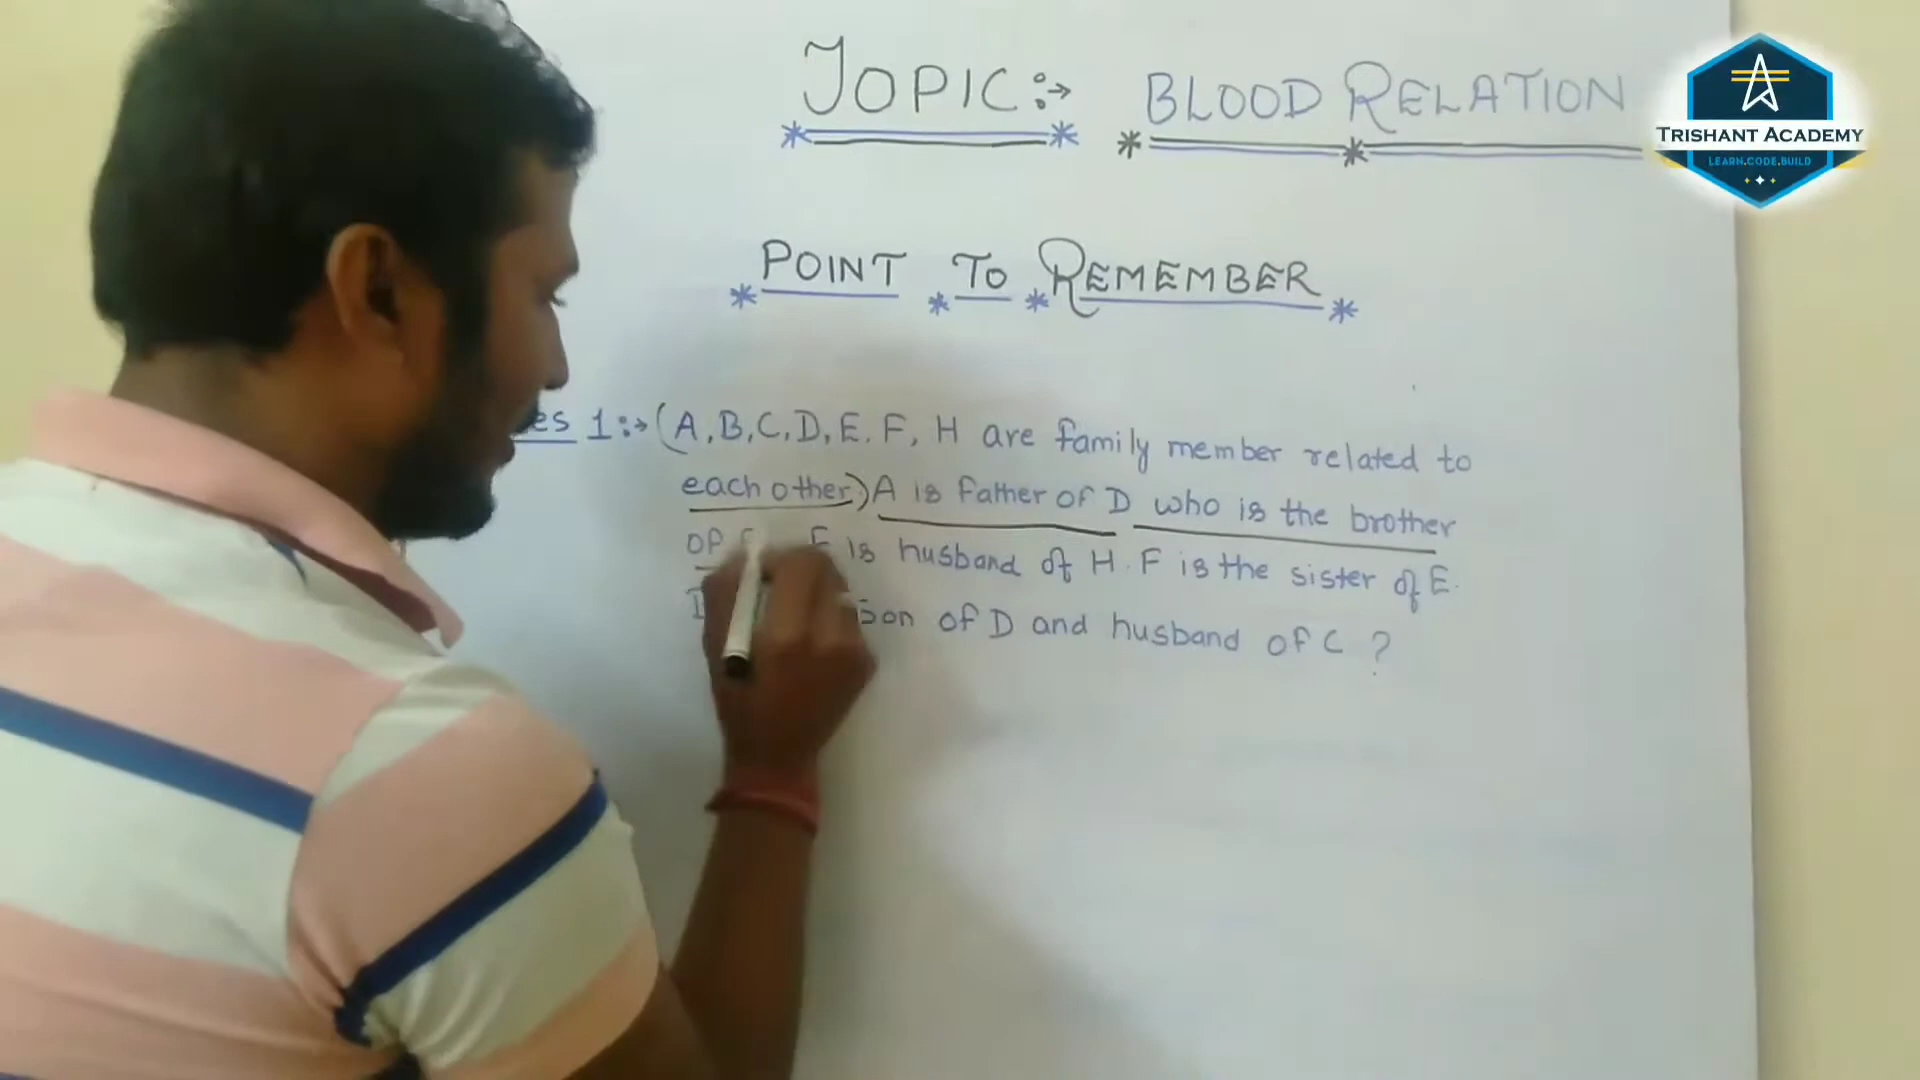 TOPIC:→ BLOOD RELATION
TRISHANT ACADEMY
LEARN.CODE.BUILD
POINT TO REMEMBER
1:→ (A,B,C,D,E,F,H are family member related to
each other.) A is father of D who is the brother
of is husband of H. F is the sister of E.
son of D and husband of C ?